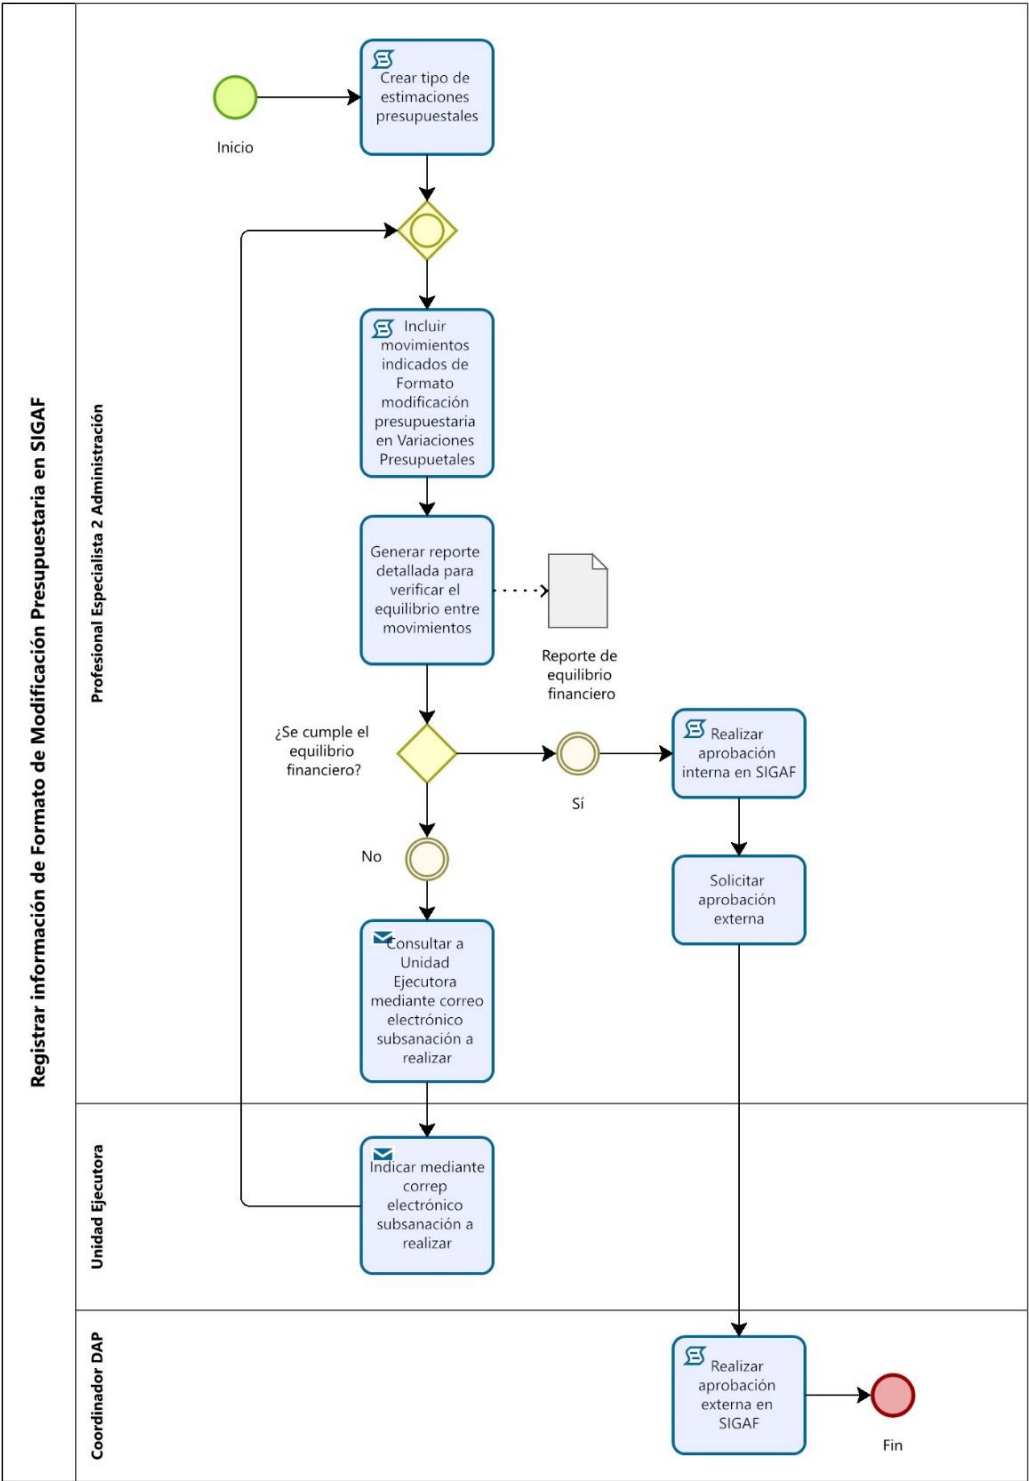 Registrar información de Formato de Modificación Presupuestaria en SIGAF
Profesional Especialista 2 Administración
Inicio
Crear tipo de
estimaciones
presupuestales
Incluir
movimientos
indicados de
Formato
modificación
presupuestaria
en Variaciones
Presupuetales
Generar reporte
detallada para
verificar el
equilibrio entre
movimientos
Reporte de
equilibrio
financiero
¿Se cumple el
equilibrio
financiero?
Sí
Realizar
aprobación
interna en SIGAF
No
Solicitar
aprobación
externa
Consultar a
Unidad
Ejecutora
mediante correo
electrónico
subsanación a
realizar
Unidad Ejecutora
Indicar mediante
correp
electrónico
subsanación a
realizar
Coordinador DAP
Realizar
aprobación
externa en
SIGAF
Fin